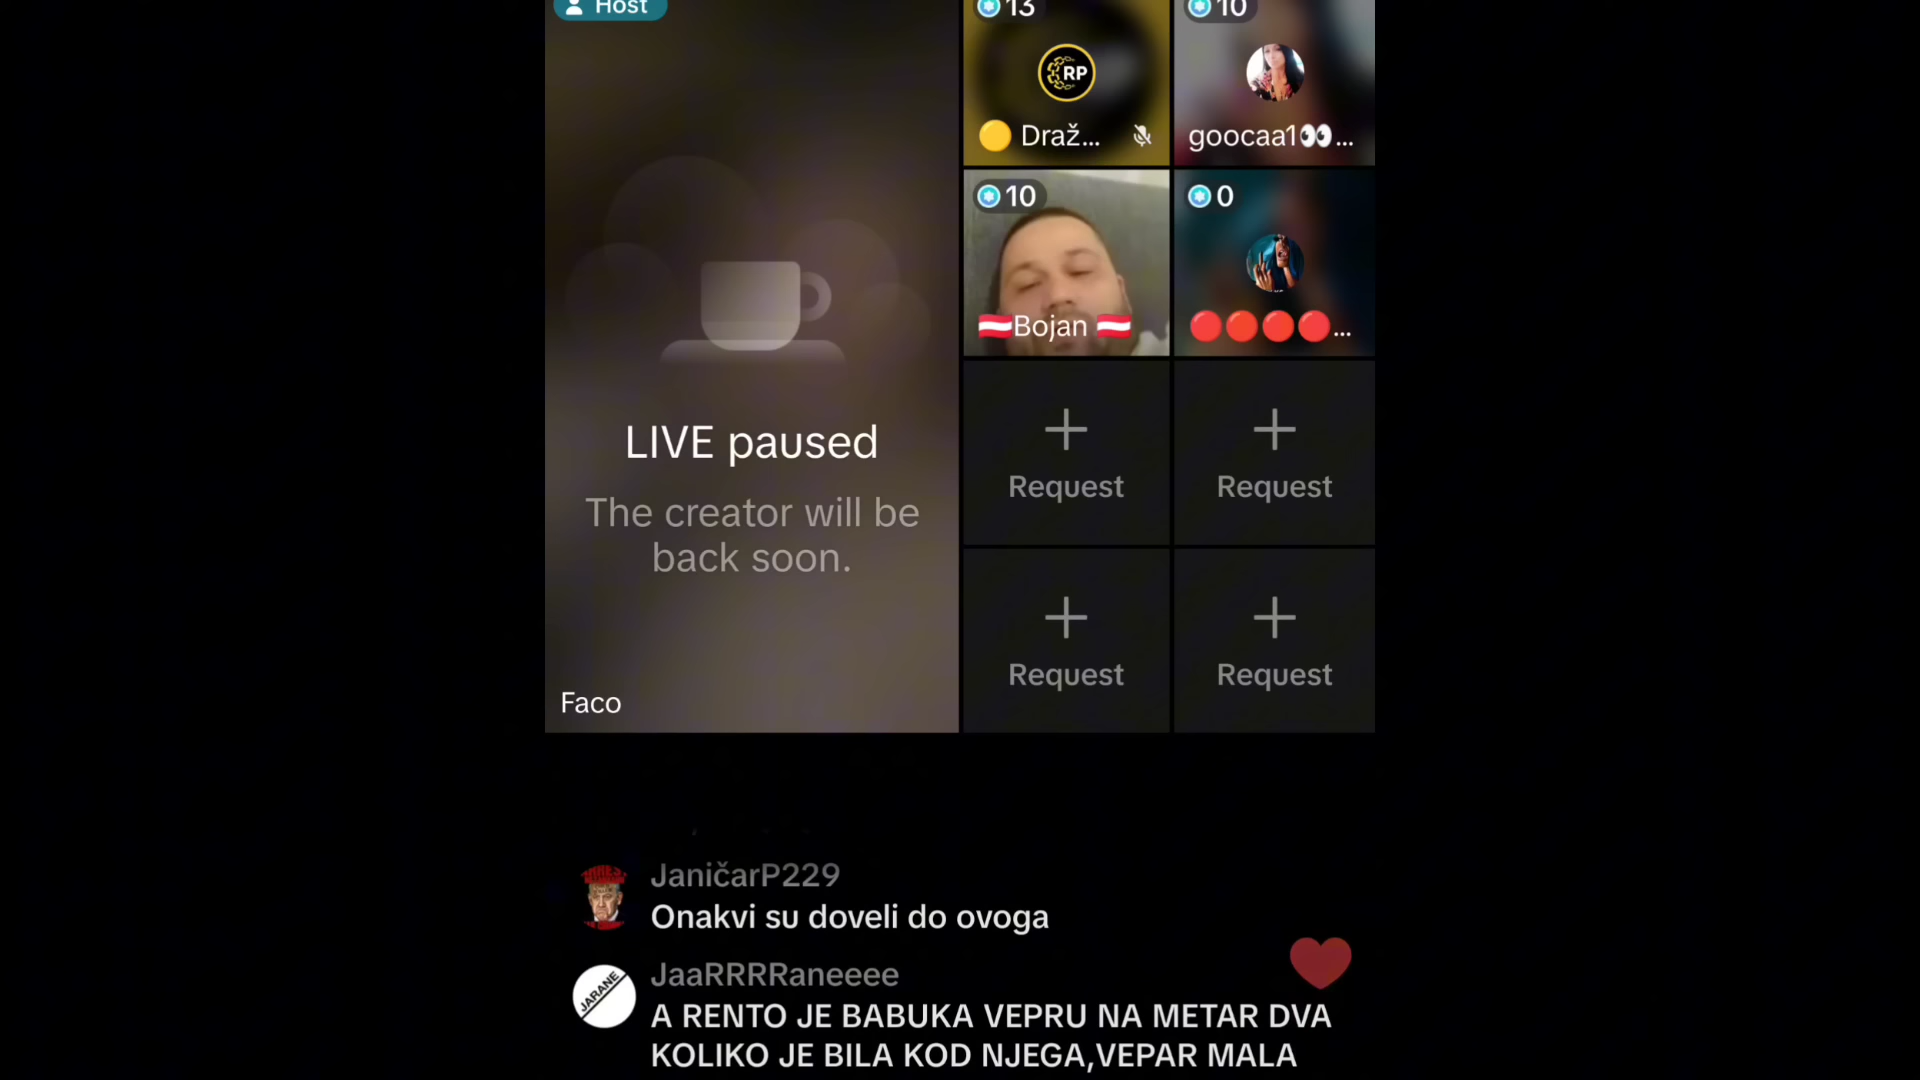 Host
13
10
RP
🟡 Draž...
goocaa1👀...
10
0
🇦🇹Bojan 🇦🇹
🔴🔴🔴🔴...
LIVE paused
The creator will be
back soon.
Request
Request
Request
Request
Faco
JaničarP229
Onakvi su doveli do ovoga
JARANE
JaaRRRRaneeee
A RENTO JE BABUKA VEPRU NA METAR DVA
KOLIKO JE BILA KOD NJEGA,VEPAR MALA